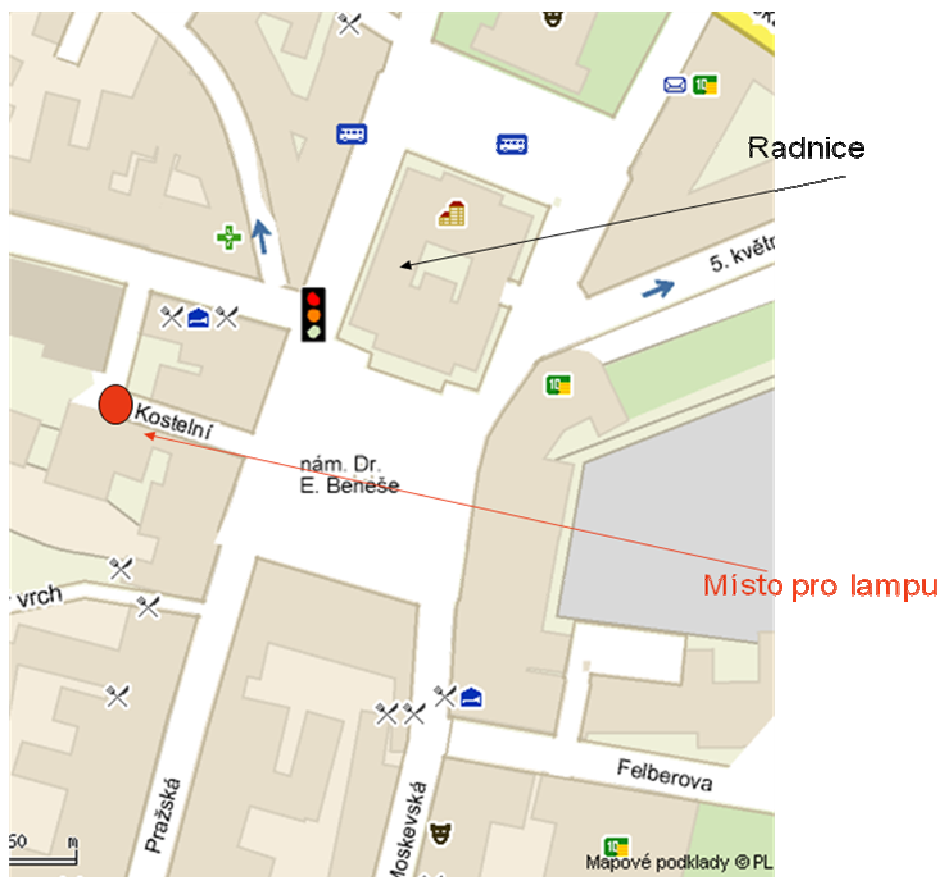 Radnice
5. květn
Kostelní
nám. Dr.
E. Beneše
Místo pro lampu
vrch
Felberova
Pražská
Moskevská
50 m
Mapové podklady © PL